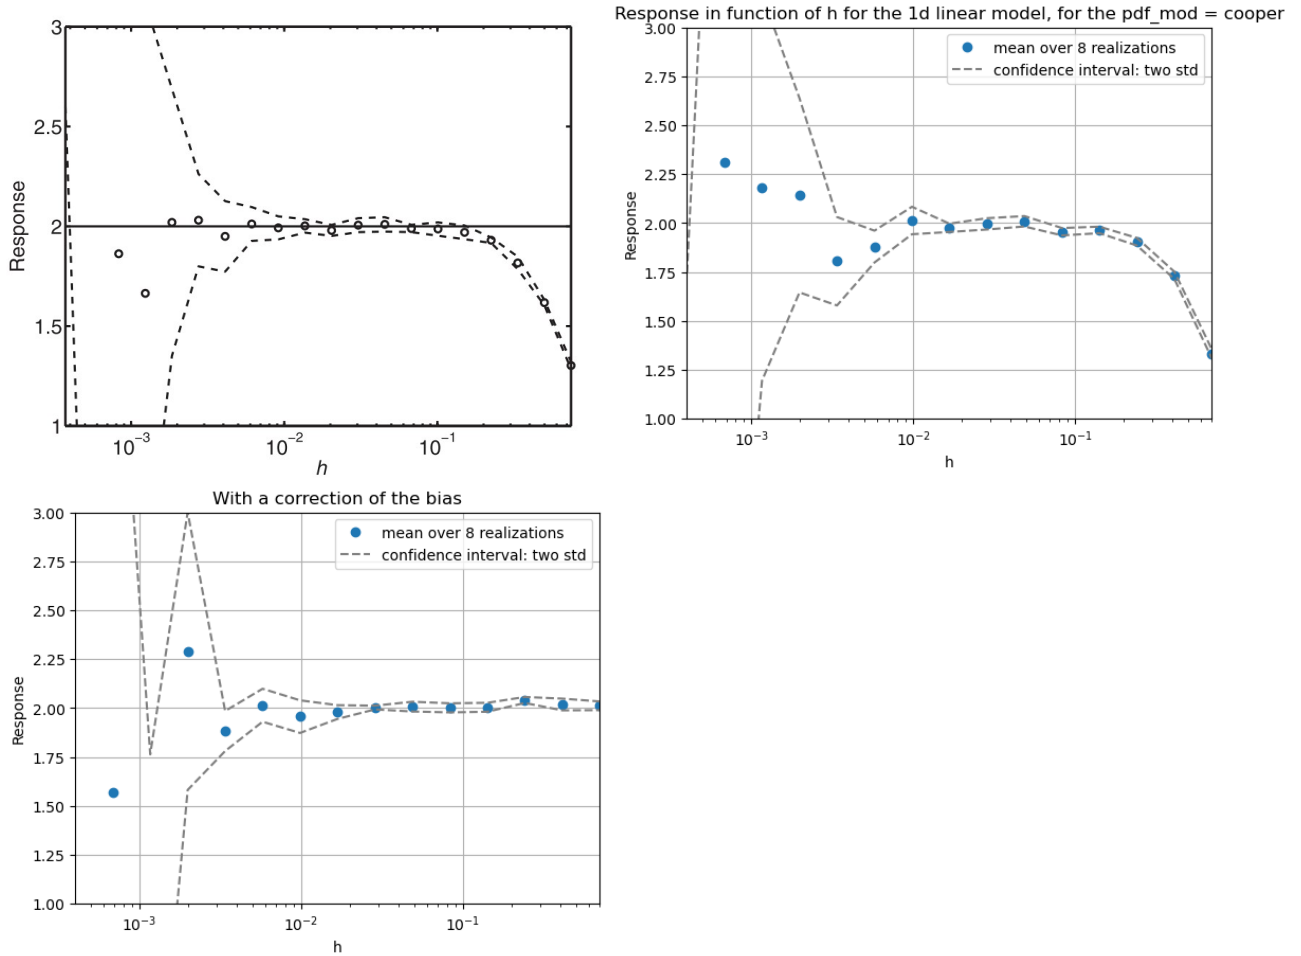 3
2.5
2
1.5
1
Response
10⁻³
10⁻²
10⁻¹
h
Response in function of h for the 1d linear model, for the pdf_mod = cooper
mean over 8 realizations
confidence interval: two std
3.00
2.75
2.50
2.25
2.00
1.75
1.50
1.25
1.00
Response
10⁻³
10⁻²
10⁻¹
h
With a correction of the bias
mean over 8 realizations
confidence interval: two std
3.00
2.75
2.50
2.25
2.00
1.75
1.50
1.25
1.00
Response
10⁻³
10⁻²
10⁻¹
h